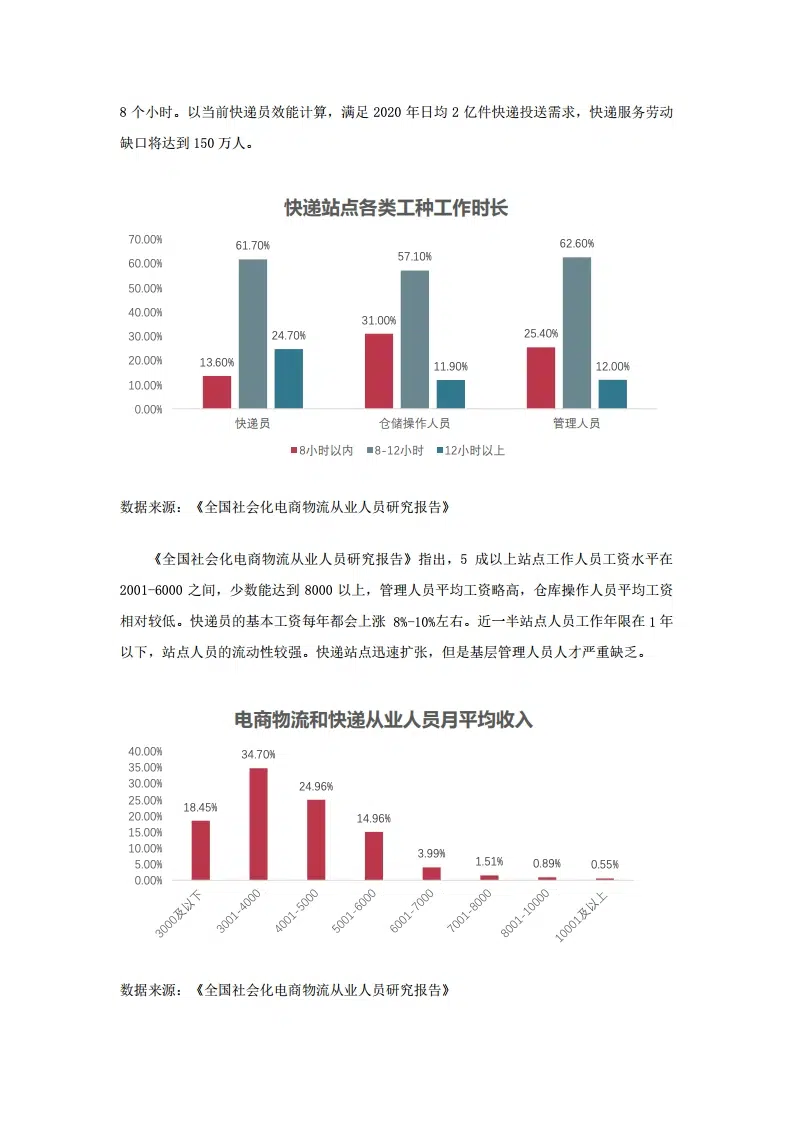 8 个小时。以当前快递员效能计算，满足 2020 年日均 2 亿件快递投送需求，快递服务劳动
缺口将达到 150 万人。
快递站点各类工种工作时长
70.00%
60.00%
50.00%
40.00%
30.00%
20.00%
10.00%
0.00%
13.60%
61.70%
24.70%
31.00%
57.10%
11.90%
25.40%
62.60%
12.00%
快递员
仓储操作人员
管理人员
8小时以内 8-12小时 12小时以上
数据来源：《全国社会化电商物流从业人员研究报告》
《全国社会化电商物流从业人员研究报告》指出，5 成以上站点工作人员工资水平在
2001-6000 之间，少数能达到 8000 以上，管理人员平均工资略高，仓库操作人员平均工资
相对较低。快递员的基本工资每年都会上涨 8%-10%左右。近一半站点人员工作年限在 1 年
以下，站点人员的流动性较强。快递站点迅速扩张，但是基层管理人员人才严重缺乏。
电商物流和快递从业人员月平均收入
40.00%
35.00%
30.00%
25.00%
20.00%
15.00%
10.00%
5.00%
0.00%
18.45%
34.70%
24.96%
14.96%
3.99%
1.51%
0.89%
0.55%
3000及以下
3001-4000
4001-5000
5001-6000
6001-7000
7001-8000
8001-10000
10001及以上
数据来源：《全国社会化电商物流从业人员研究报告》